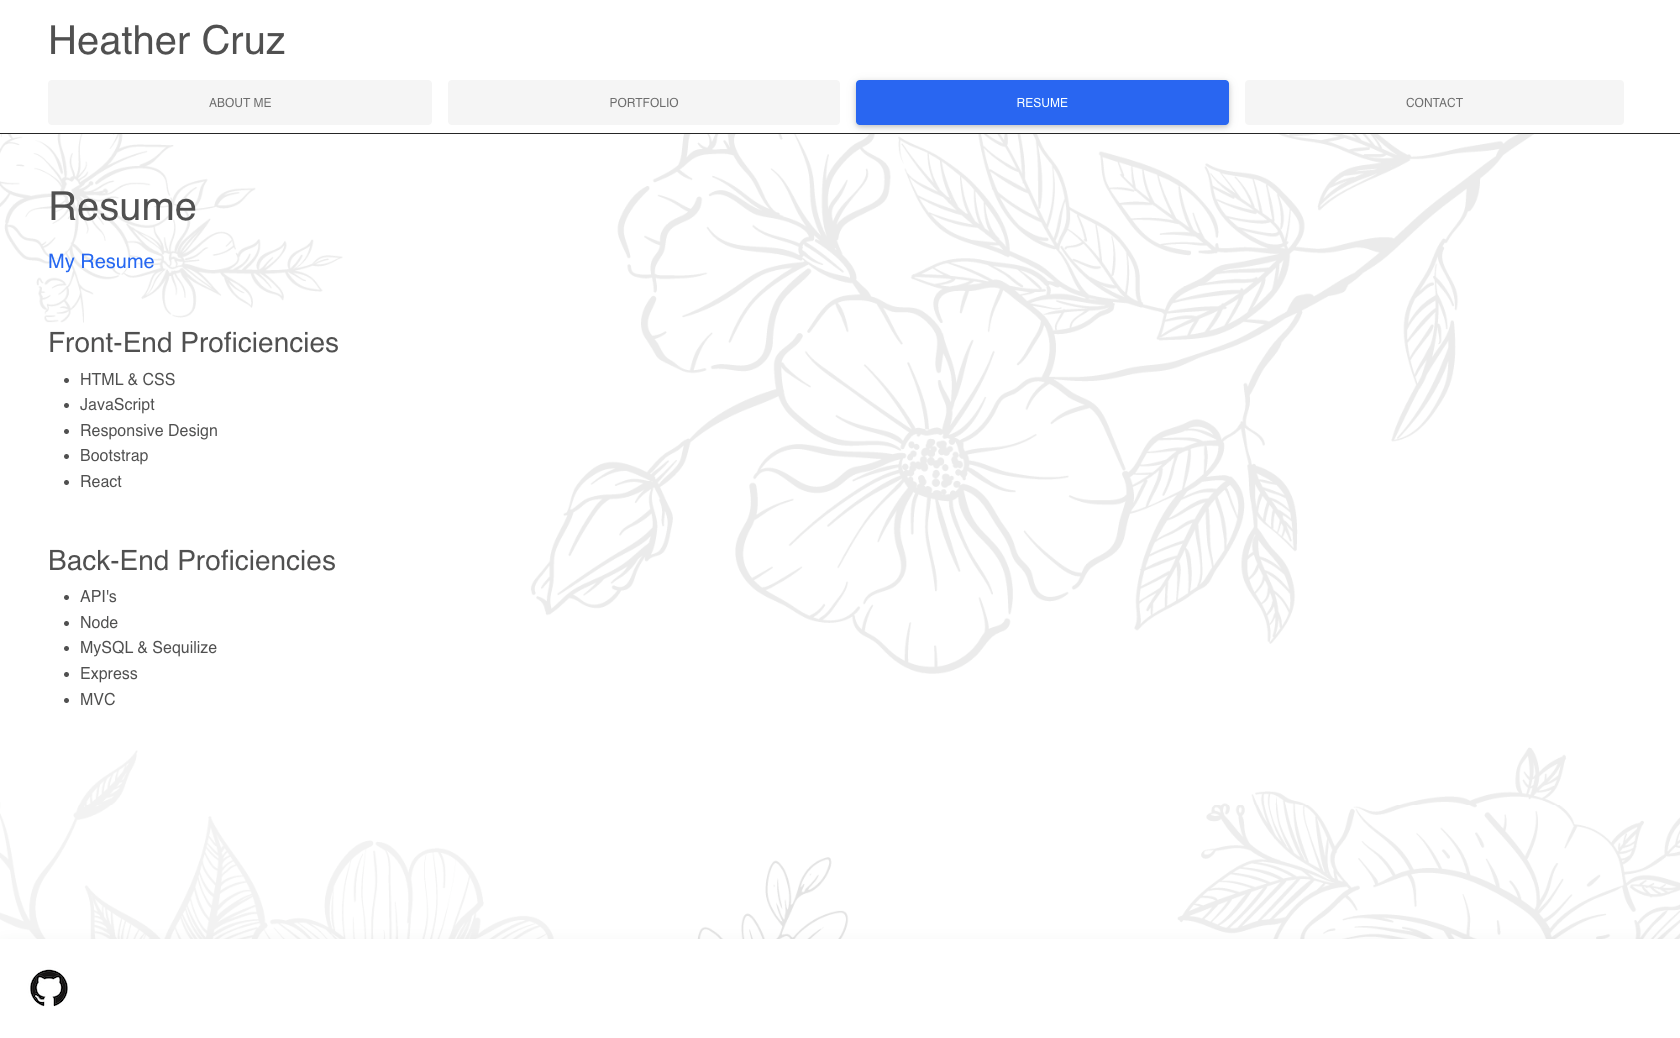 Heather Cruz
ABOUT ME
PORTFOLIO
RESUME
CONTACT
Resume
My Resume
Front-End Proficiencies
HTML & CSS
JavaScript
Responsive Design
Bootstrap
React
Back-End Proficiencies
API's
Node
MySQL & Sequilize
Express
MVC